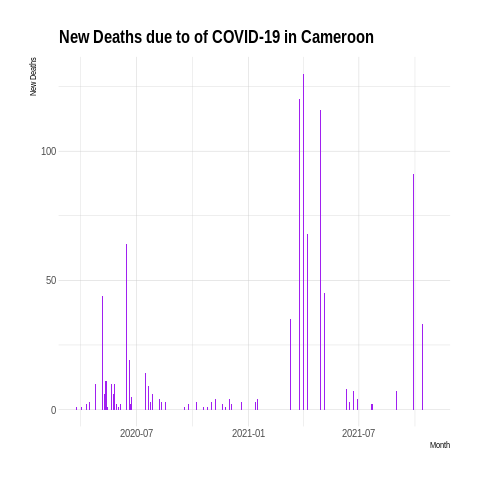 New Deaths due to of COVID-19 in Cameroon
New Deaths
100
50
0
2020-07
2021-01
2021-07
Month